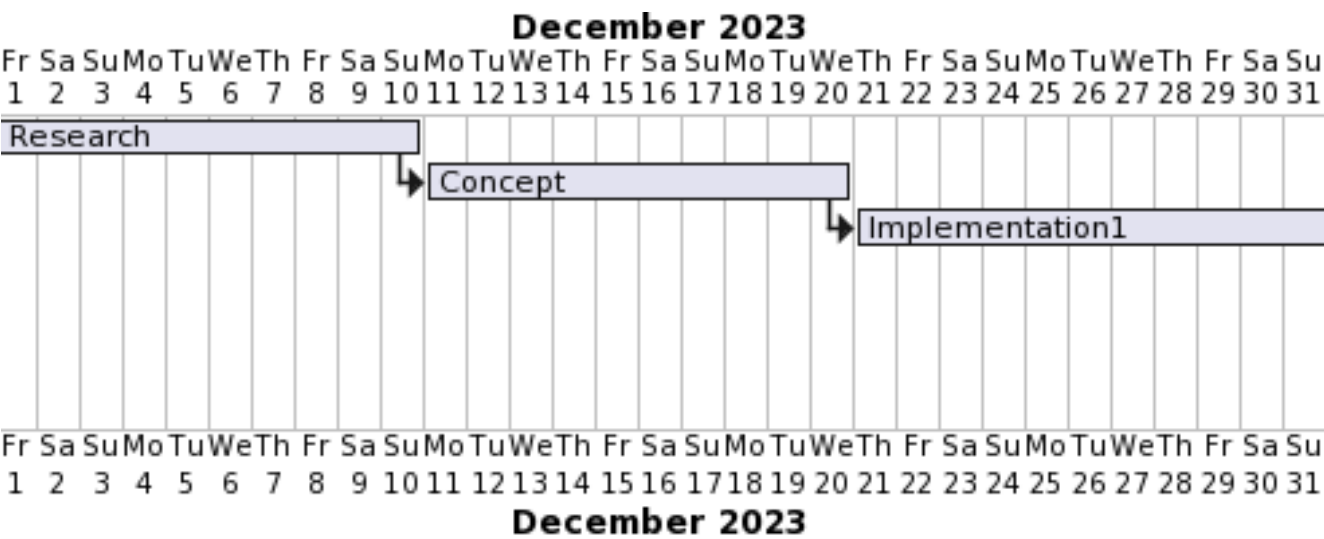 December 2023
Fr Sa Su Mo Tu We Th Fr Sa Su Mo Tu We Th Fr Sa Su Mo Tu We Th Fr Sa Su Mo Tu We Th Fr Sa Su
1 2 3 4 5 6 7 8 9 10 11 12 13 14 15 16 17 18 19 20 21 22 23 24 25 26 27 28 29 30 31
Research
Concept
Implementation1
Fr Sa Su Mo Tu We Th Fr Sa Su Mo Tu We Th Fr Sa Su Mo Tu We Th Fr Sa Su Mo Tu We Th Fr Sa Su
1 2 3 4 5 6 7 8 9 10 11 12 13 14 15 16 17 18 19 20 21 22 23 24 25 26 27 28 29 30 31
December 2023